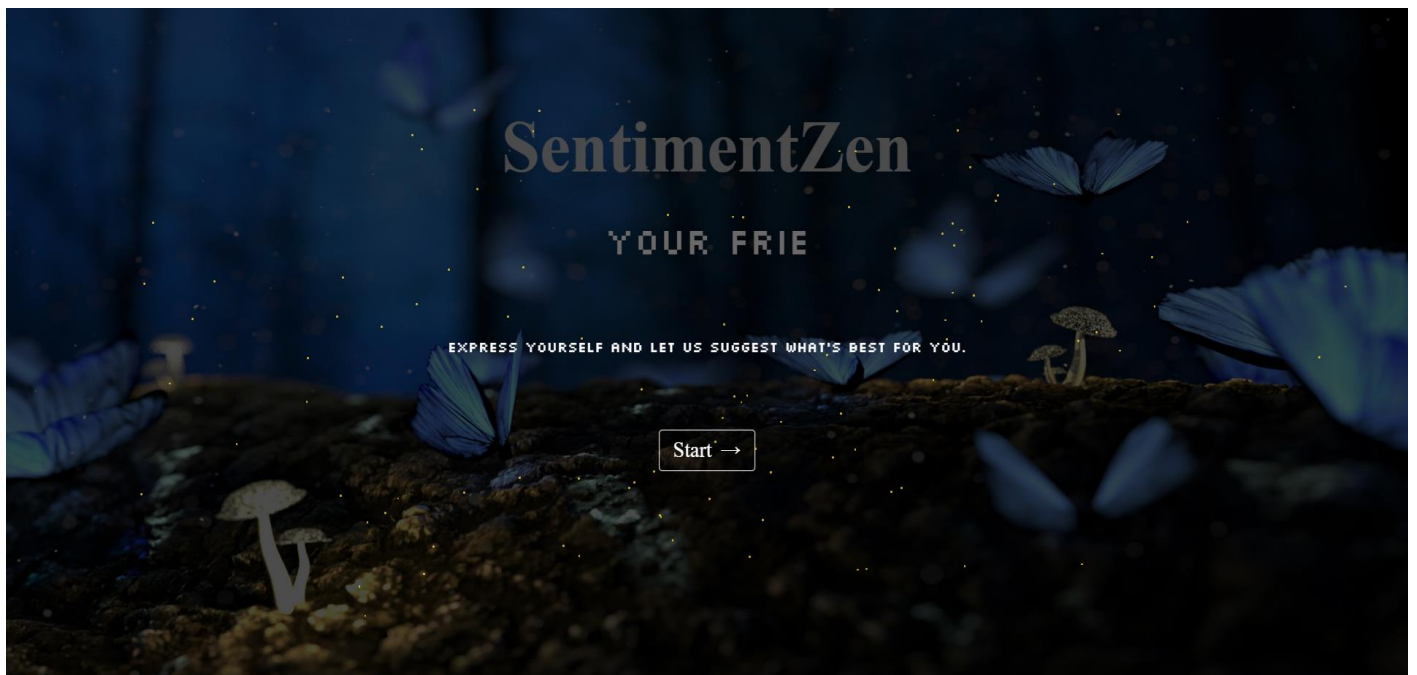 SentimentZen
YOUR FRIE
EXPRESS YOURSELF AND LET US SUGGEST WHAT'S BEST FOR YOU.
Start →